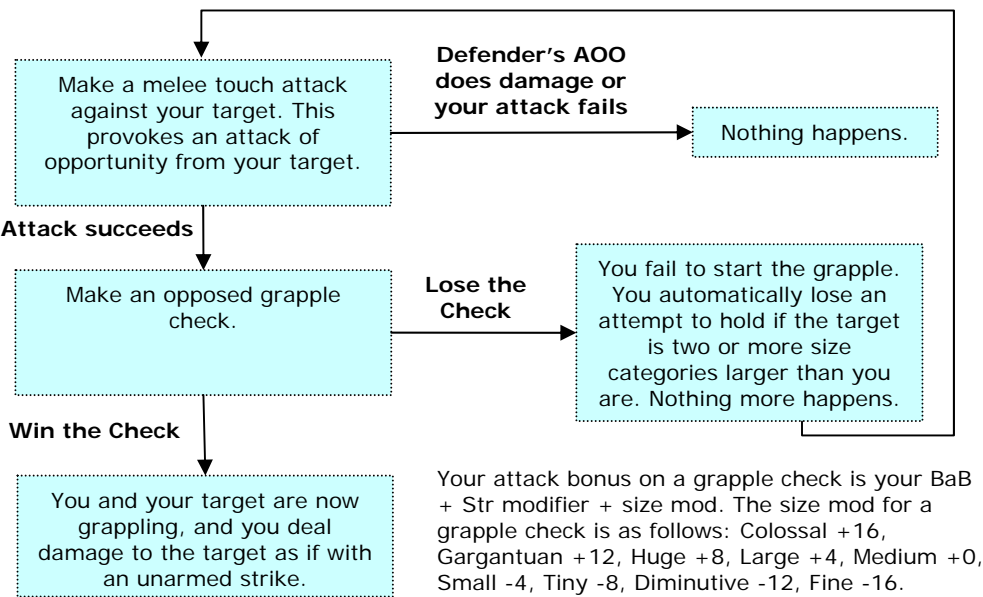 Make a melee touch attack
against your target. This
provokes an attack of
opportunity from your target.
Defender's AOO
does damage or
your attack fails
Nothing happens.
Attack succeeds
Make an opposed grapple
check.
Lose the
Check
You fail to start the grapple.
You automatically lose an
attempt to hold if the target
is two or more size
categories larger than you
are. Nothing more happens.
Win the Check
You and your target are now
grappling, and you deal
damage to the target as if with
an unarmed strike.
Your attack bonus on a grapple check is your BaB
+ Str modifier + size mod. The size mod for a
grapple check is as follows: Colossal +16,
Gargantuan +12, Huge +8, Large +4, Medium +0,
Small -4, Tiny -8, Diminutive -12, Fine -16.